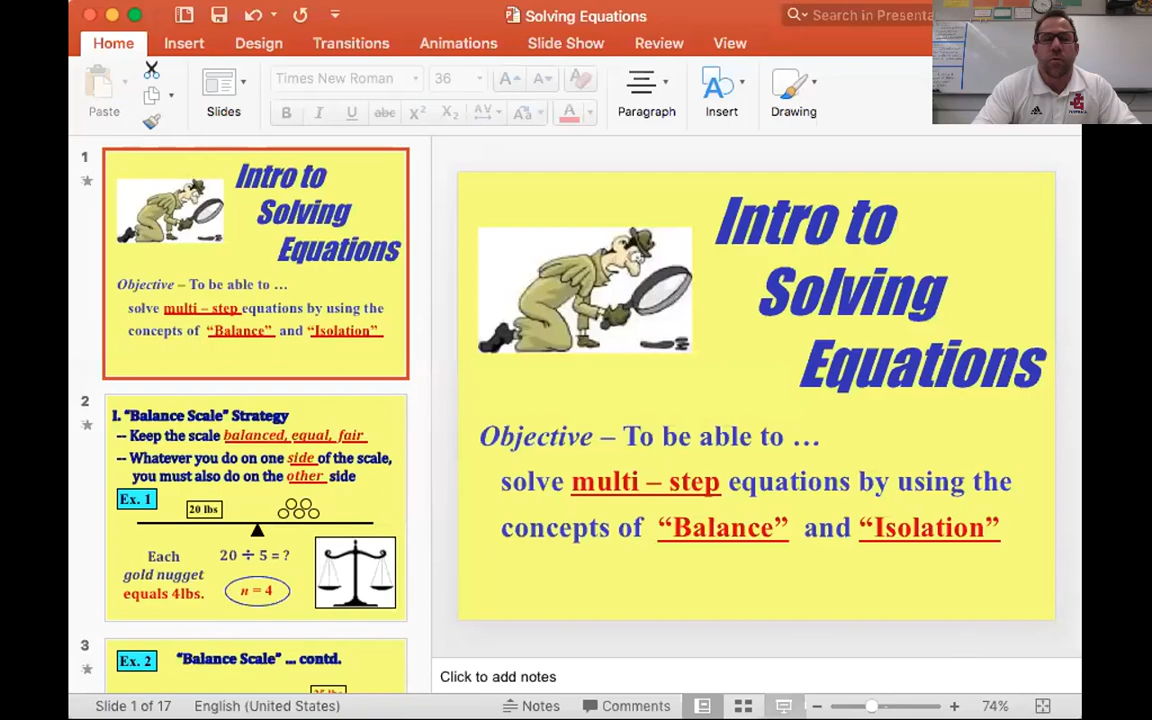 Solving Equations
Search in Presenta
Home Insert Design Transitions Animations Slide Show Review View
Times New Roman 36 A A A
Paste Slides B I U abc X² X₂ AV Aa A Paragraph Insert Drawing
1
Intro to
Solving
Equations
Objective – To be able to …
solve multi – step equations by using the
concepts of “Balance” and “Isolation”
2
I. “Balance Scale” Strategy
-- Keep the scale balanced, equal, fair
-- Whatever you do on one side of the scale,
you must also do on the other side
Ex. 1
20 lbs
Each
gold nugget
equals 4lbs.
20 ÷ 5 = ?
n = 4
3
Ex. 2 “Balance Scale” ... contd.
Intro to
Solving
Equations
Objective – To be able to …
solve multi – step equations by using the
concepts of “Balance” and “Isolation”
Click to add notes
Slide 1 of 17 English (United States) Notes Comments 74%